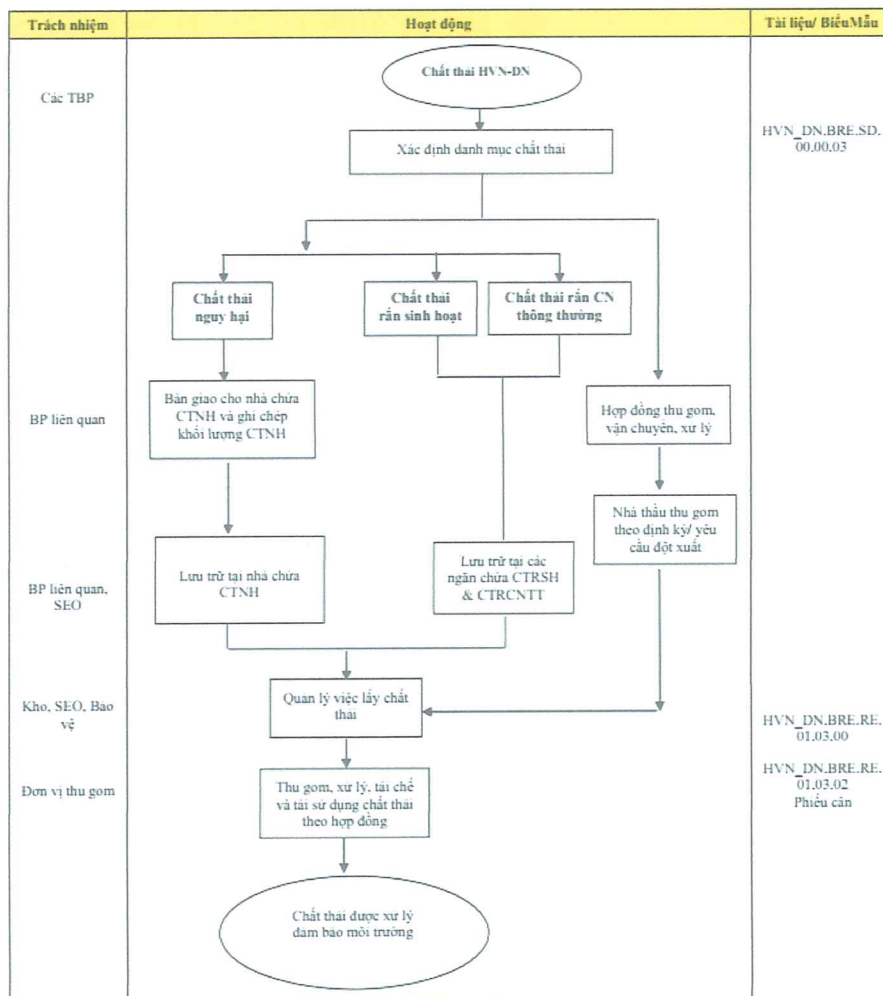 Trách nhiệm
Hoạt động
Tài liệu/ BiểuMẫu
Các TBP
Chất thải HVN-DN
Xác định danh mục chất thải
HVN_DN.BRE.SD.
00.00.03
Chất thải
nguy hại
Chất thải
rắn sinh hoạt
Chất thải rắn CN
thông thường
BP liên quan
Bàn giao cho nhà chứa
CTNH và ghi chép
khối lượng CTNH
Hợp đồng thu gom,
vận chuyển, xử lý
Nhà thầu thu gom
theo định kỳ/ yêu
cầu đột xuất
BP liên quan,
SEO
Lưu trữ tại nhà chứa
CTNH
Lưu trữ tại các
ngăn chứa CTRSH
& CTRCNTT
Kho, SEO, Bảo
vệ
Quản lý việc lấy chất
thải
HVN_DN.BRE.RE.
01.03.00
Đơn vị thu gom
Thu gom, xử lý, tái chế
và tái sử dụng chất thải
theo hợp đồng
HVN_DN.BRE.RE.
01.03.02
Phiếu cân
Chất thải được xử lý
đảm bảo môi trường